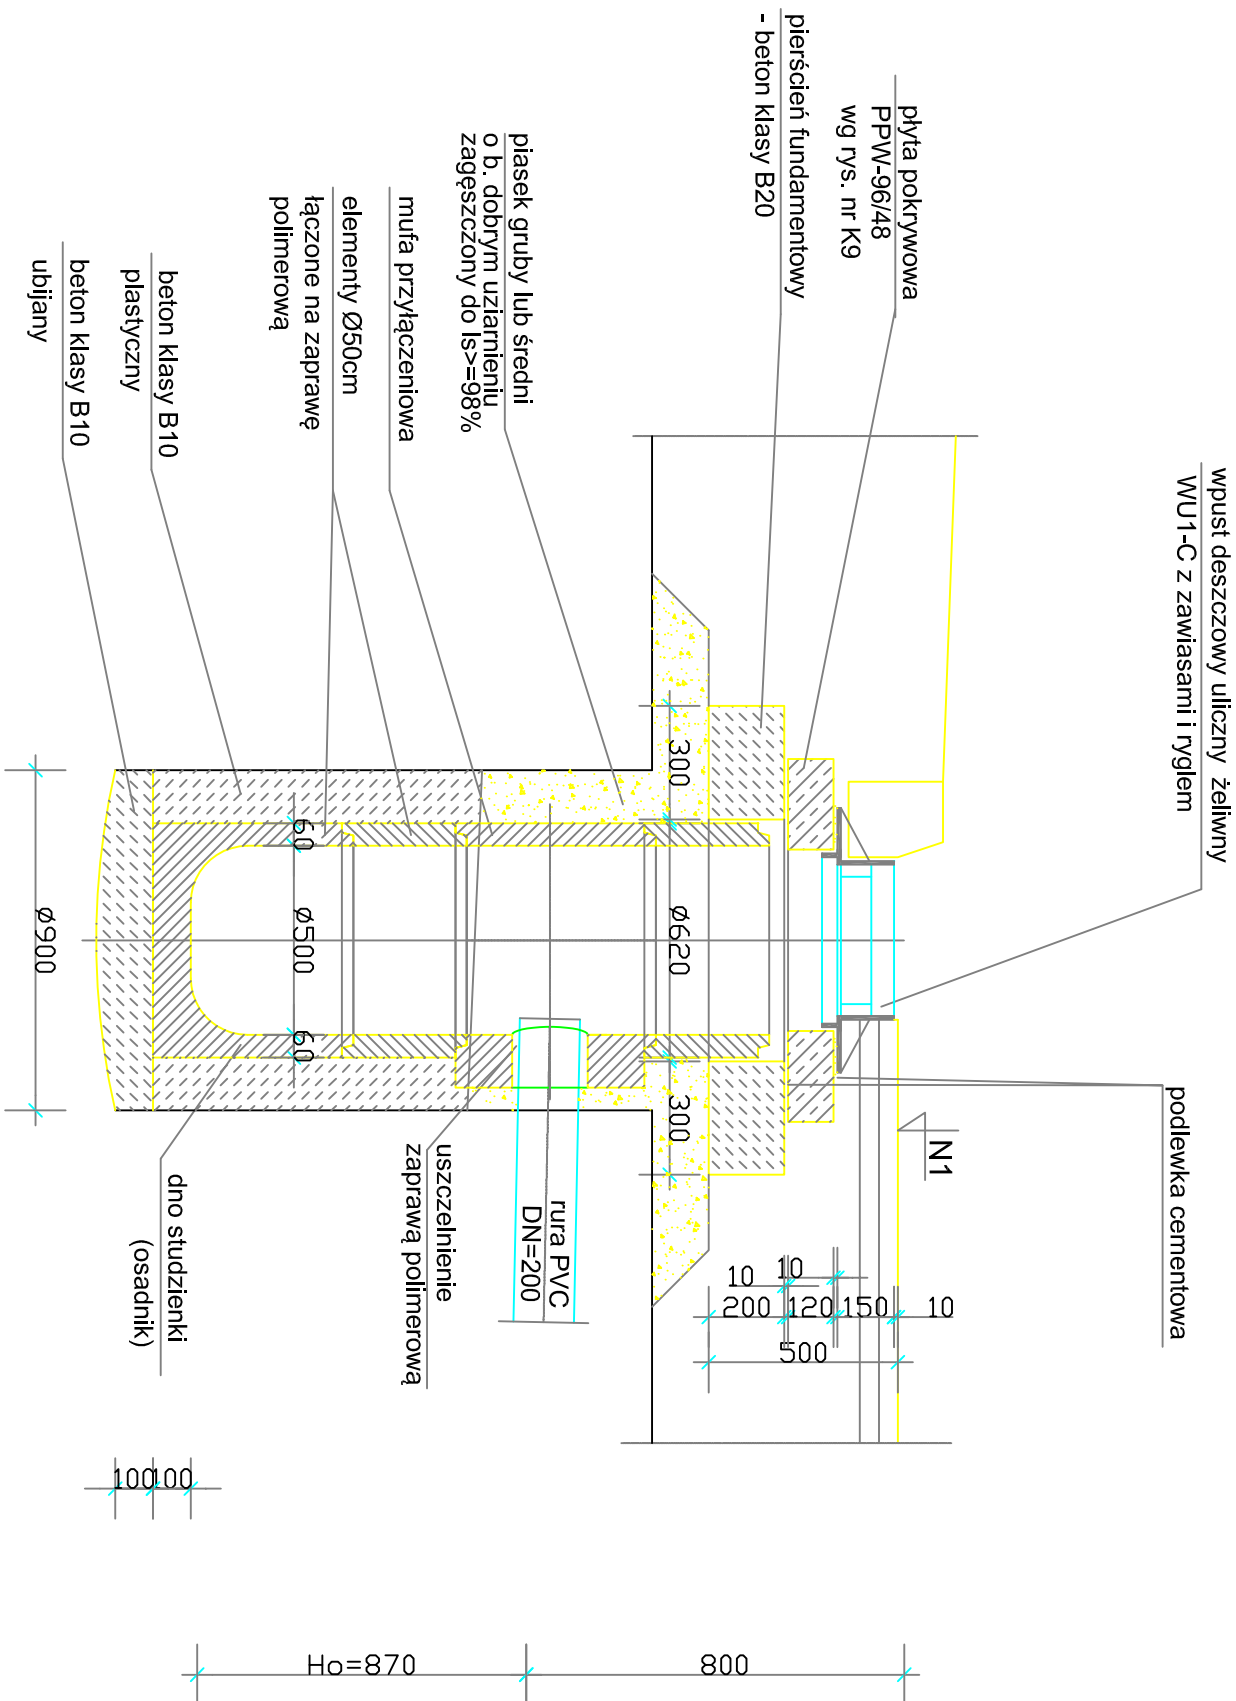 wpust deszczowy uliczny żeliwny
WU1-C z zawiasami i ryglem
płyta pokrywowa
PPW-96/48
wg rys. nr K9
pierścień fundamentowy
- beton klasy B20
piasek gruby lub średni
o b. dobrym uziarnieniu
zagęszczony do Is>=98%
mufa przyłączeniowa
elementy Ø50cm
łączone na zaprawę
polimerową
beton klasy B10
plastyczny
beton klasy B10
ubijany
podlewka cementowa
N1
rura PVC
DN=200
uszczelnienie
zaprawą polimerową
dno studzienki
(osadnik)
300
Ø620
300
60
Ø500
60
Ø900
10
10
200
120
150
10
500
100
100
Ho=870
800